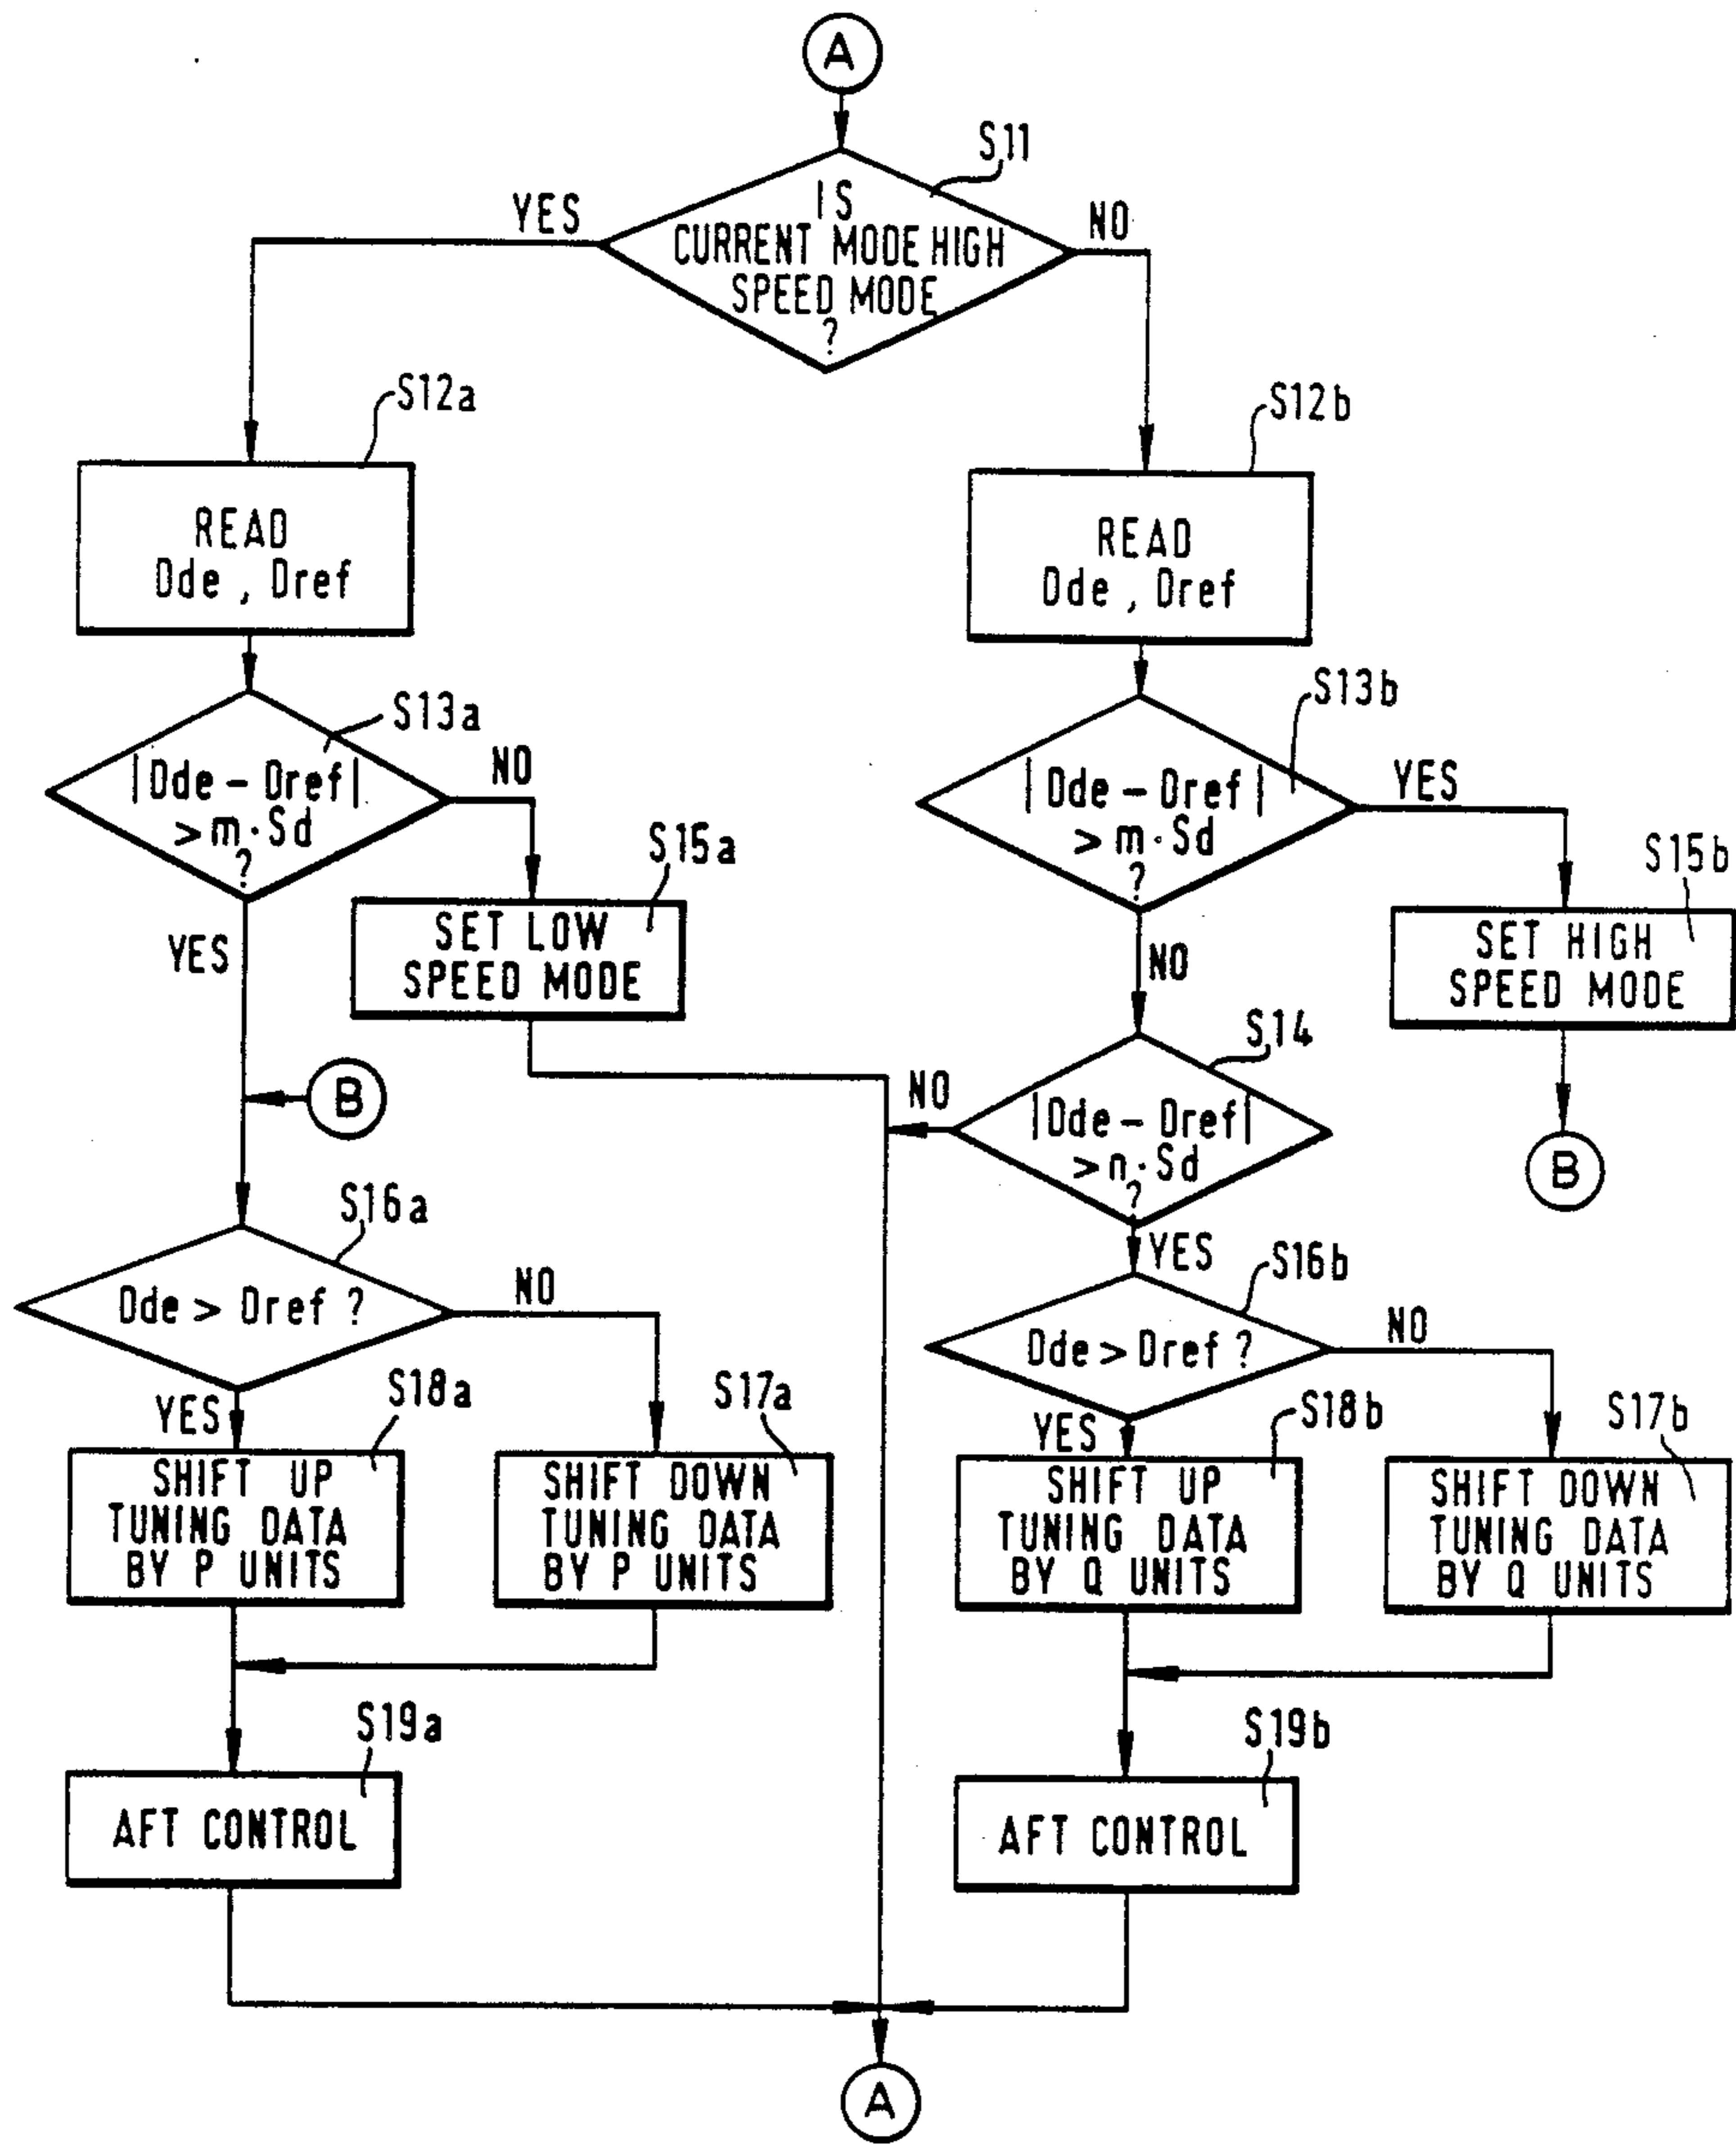 A
S11
IS
CURRENT MODE HIGH
SPEED MODE
?
YES
NO
S12a
READ
Dde , Dref
S12b
READ
Dde , Dref
S13a
|Dde − Dref|
> m · Sd
?
NO
YES
S15a
SET LOW
SPEED MODE
B
S13b
|Dde − Dref|
> m · Sd
?
YES
NO
S15b
SET HIGH
SPEED MODE
B
S14
|Dde − Dref|
> n · Sd
?
NO
YES
S16a
Dde > Dref ?
NO
YES
S18a
SHIFT UP
TUNING DATA
BY P UNITS
S17a
SHIFT DOWN
TUNING DATA
BY P UNITS
S19a
AFT CONTROL
S16b
Dde > Dref ?
NO
YES
S18b
SHIFT UP
TUNING DATA
BY Q UNITS
S17b
SHIFT DOWN
TUNING DATA
BY Q UNITS
S19b
AFT CONTROL
A